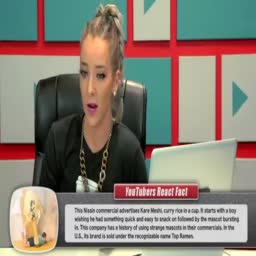 YouTubers React Fact
This Nissin commercial advertises Kare Meshi, curry rice in a cup. It starts with a boy
wishing he had something quick and easy to snack on followed by the mascot bursting
in. This company has a history of using strange mascots in their commercials. In the
U.S., its brand is sold under the recognizable name Top Ramen.